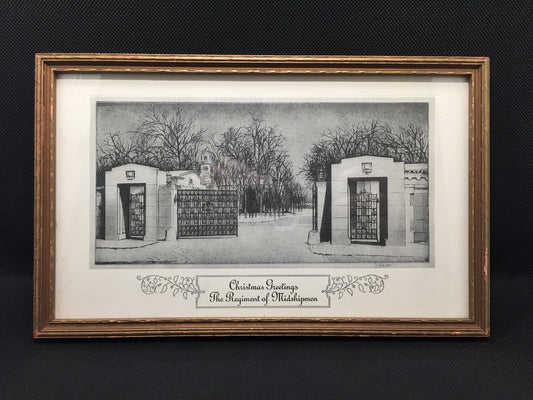 Christmas Greetings
The Regiment of Midshipmen